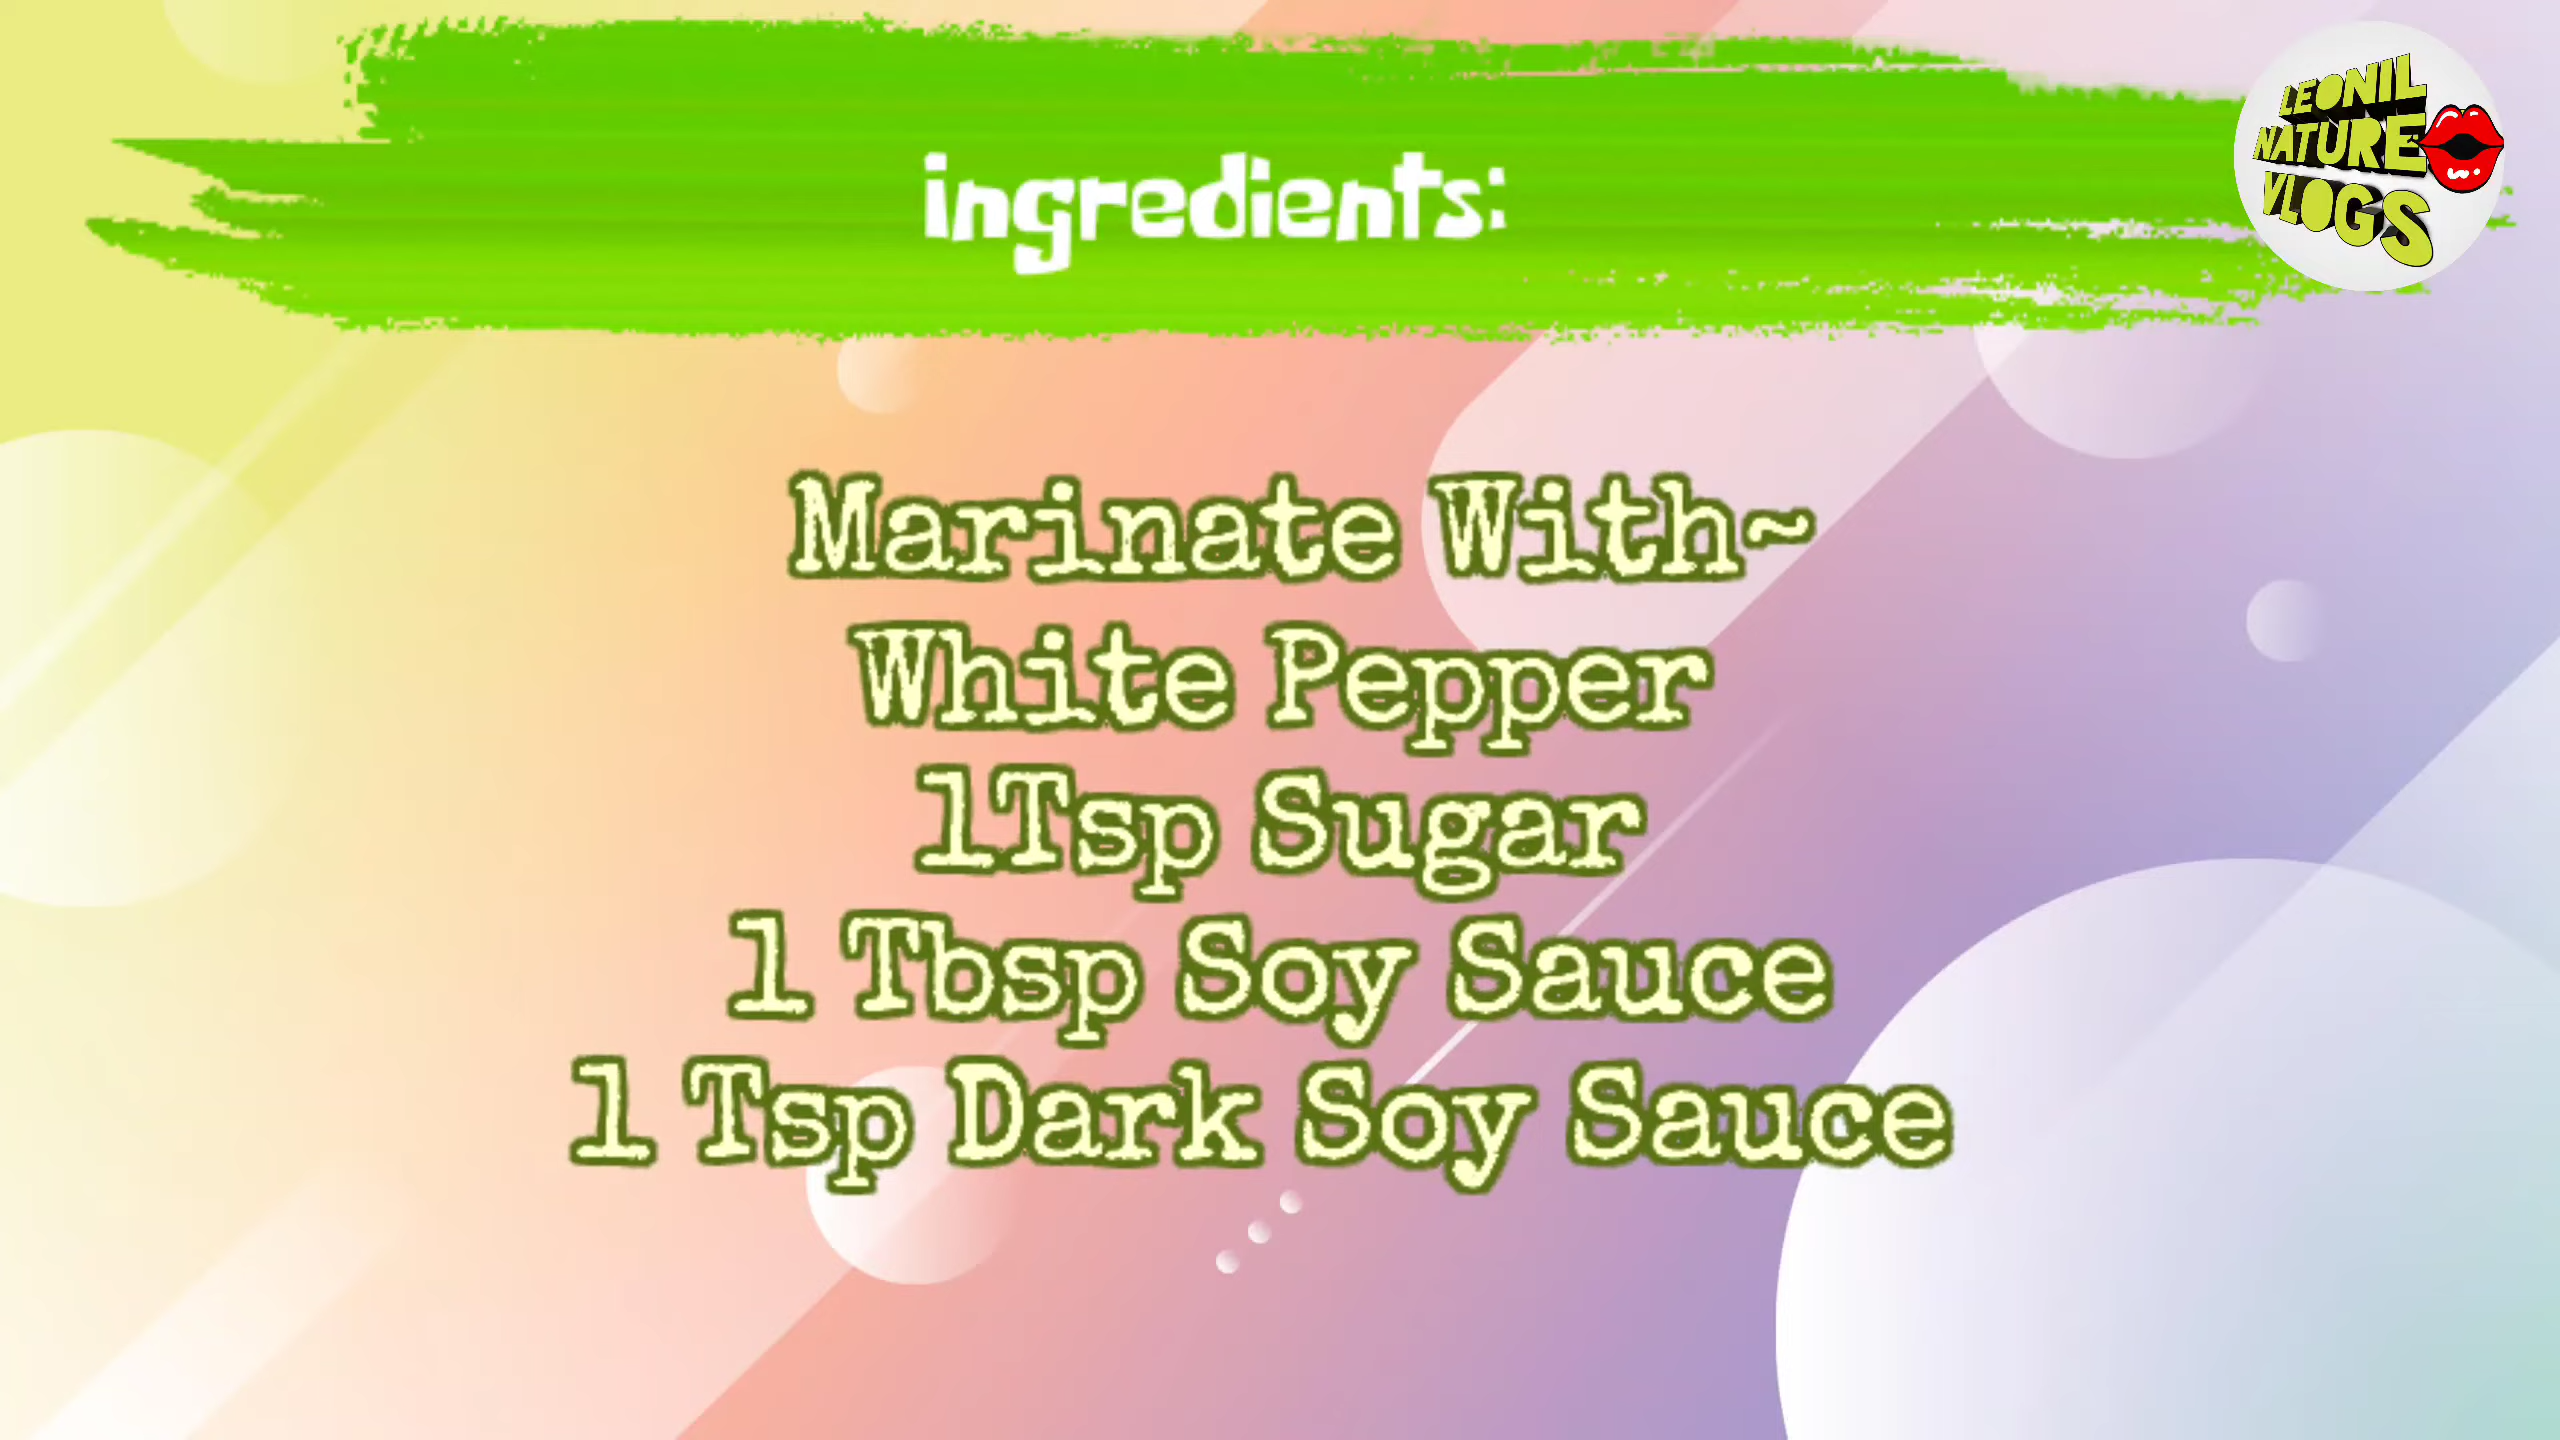 ingredients:
LEONIL
NATURE
VLOGS
Marinate With~
White Pepper
1Tsp Sugar
1 Tbsp Soy Sauce
1 Tsp Dark Soy Sauce